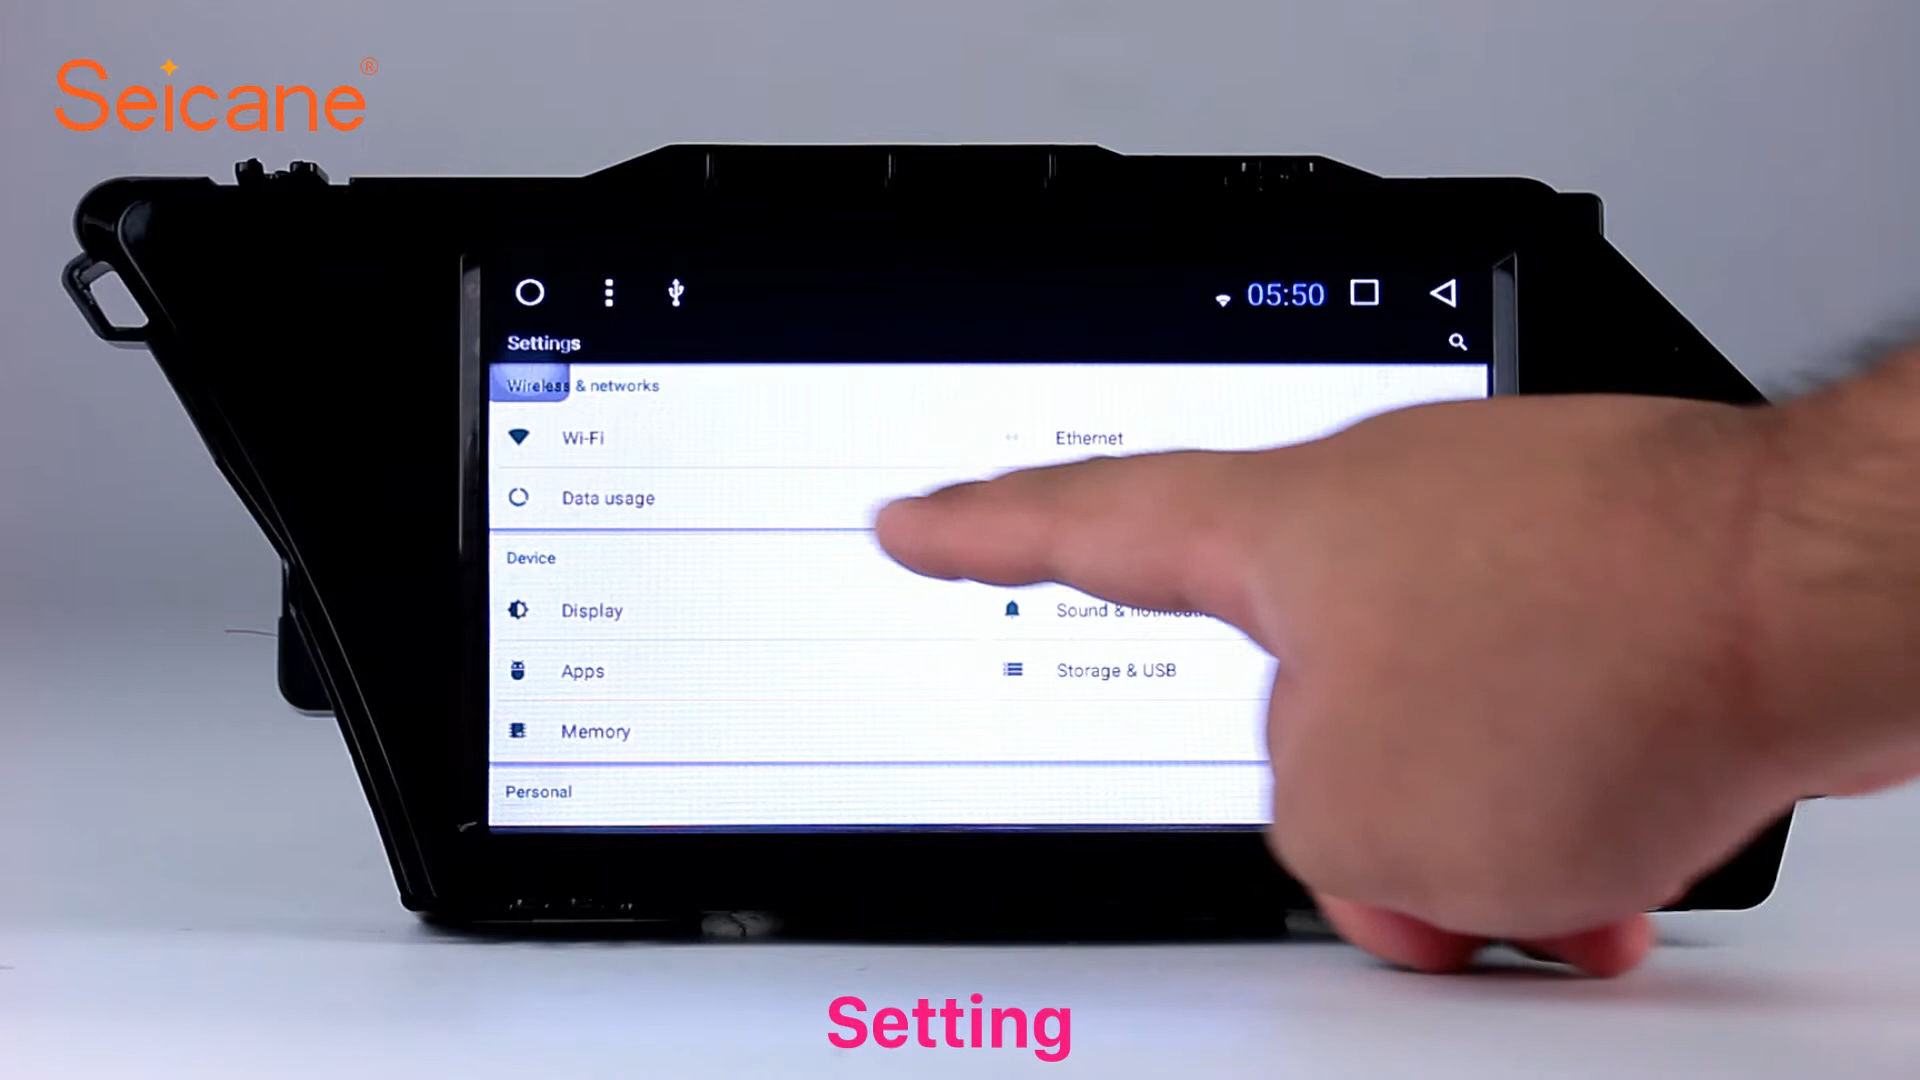 Seicane®
05:50
Settings
Wireless & networks
Wi-Fi
Ethernet
Data usage
Device
Display
Sound &
Apps
Storage & USB
Memory
Personal
Setting